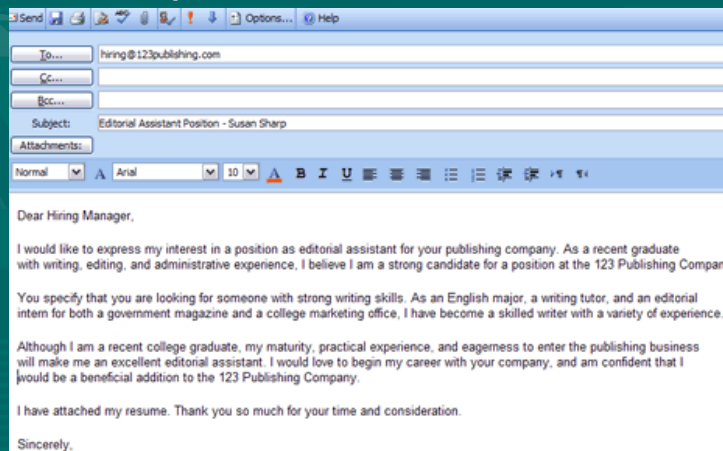 Send Options... Help
To... hiring@123publishing.com
Cc...
Bcc...
Subject: Editorial Assistant Position - Susan Sharp
Attachments:
Normal A Arial 10 A B I U
Dear Hiring Manager,
I would like to express my interest in a position as editorial assistant for your publishing company. As a recent graduate
with writing, editing, and administrative experience, I believe I am a strong candidate for a position at the 123 Publishing Compan
You specify that you are looking for someone with strong writing skills. As an English major, a writing tutor, and an editorial
intern for both a government magazine and a college marketing office, I have become a skilled writer with a variety of experience.
Although I am a recent college graduate, my maturity, practical experience, and eagerness to enter the publishing business
will make me an excellent editorial assistant. I would love to begin my career with your company, and am confident that I
would be a beneficial addition to the 123 Publishing Company.
I have attached my resume. Thank you so much for your time and consideration.
Sincerely,